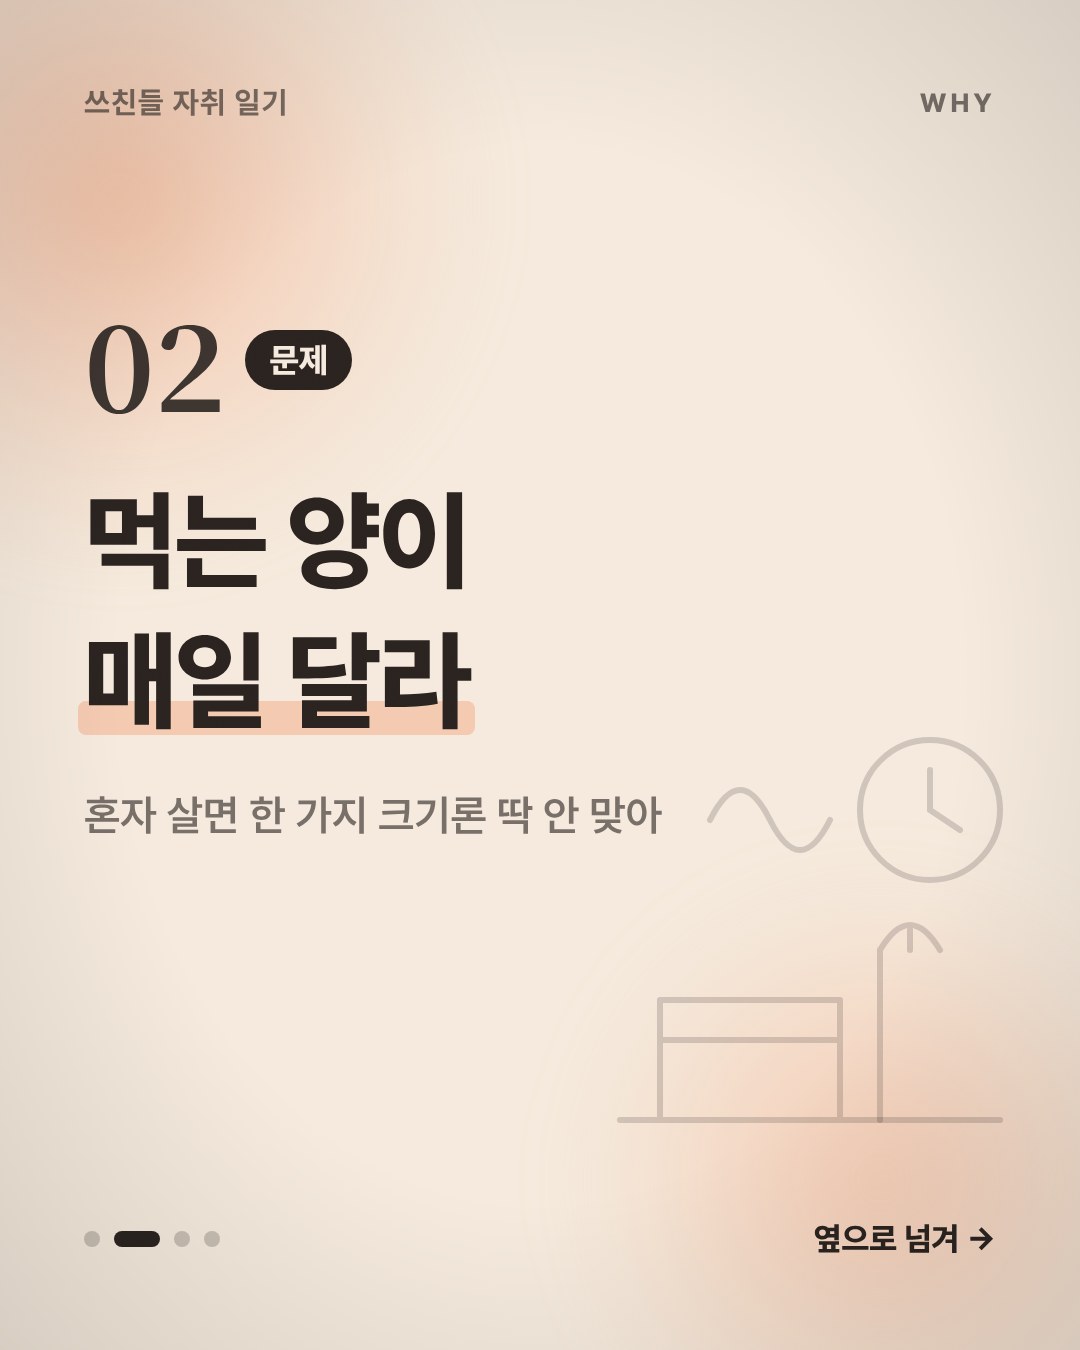 쓰친들 자취 일기
WHY
02 문제
먹는 양이
매일 달라
혼자 살면 한 가지 크기론 딱 안 맞아
옆으로 넘겨 →